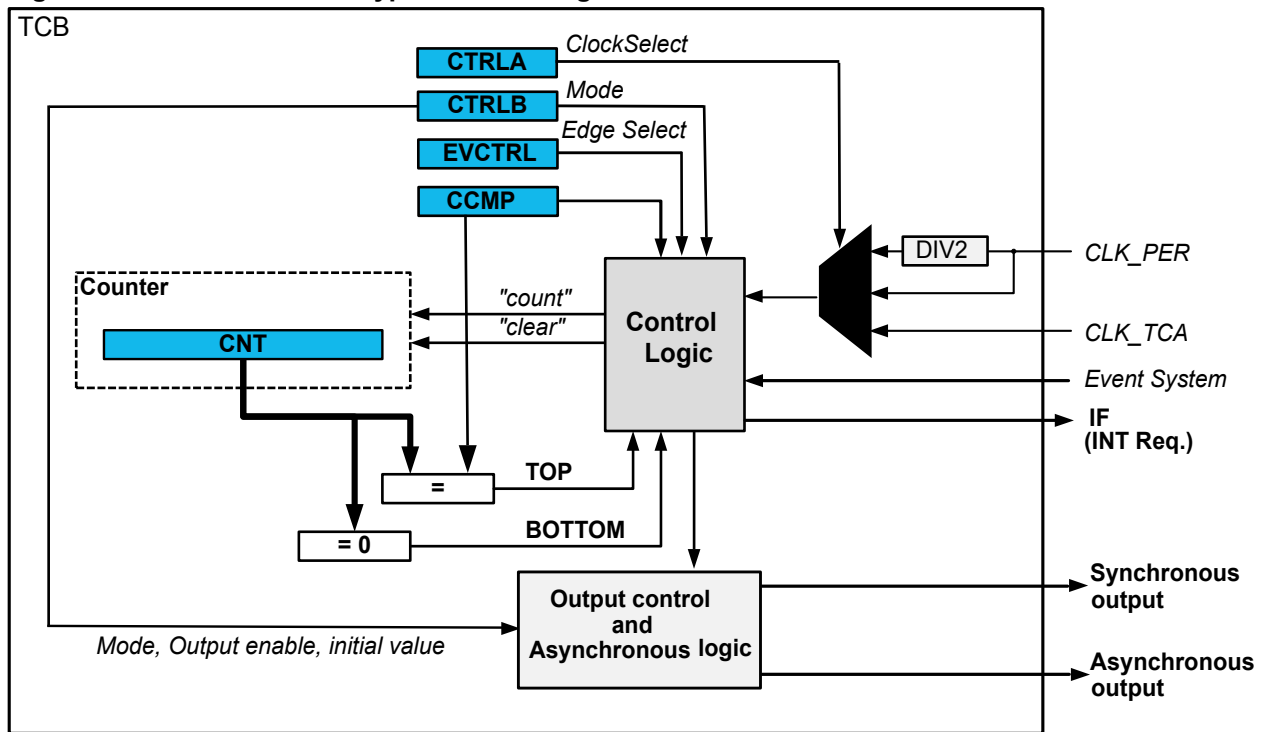 TCB
ClockSelect
CTRLA
Mode
CTRLB
Edge Select
EVCTRL
CCMP
DIV2
CLK_PER
Counter
"count"
Control
Logic
"clear"
CNT
CLK_TCA
Event System
IF
(INT Req.)
TOP
=
BOTTOM
= 0
Output control
and
Asynchronous logic
Synchronous
output
Mode, Output enable, initial value
Asynchronous
output